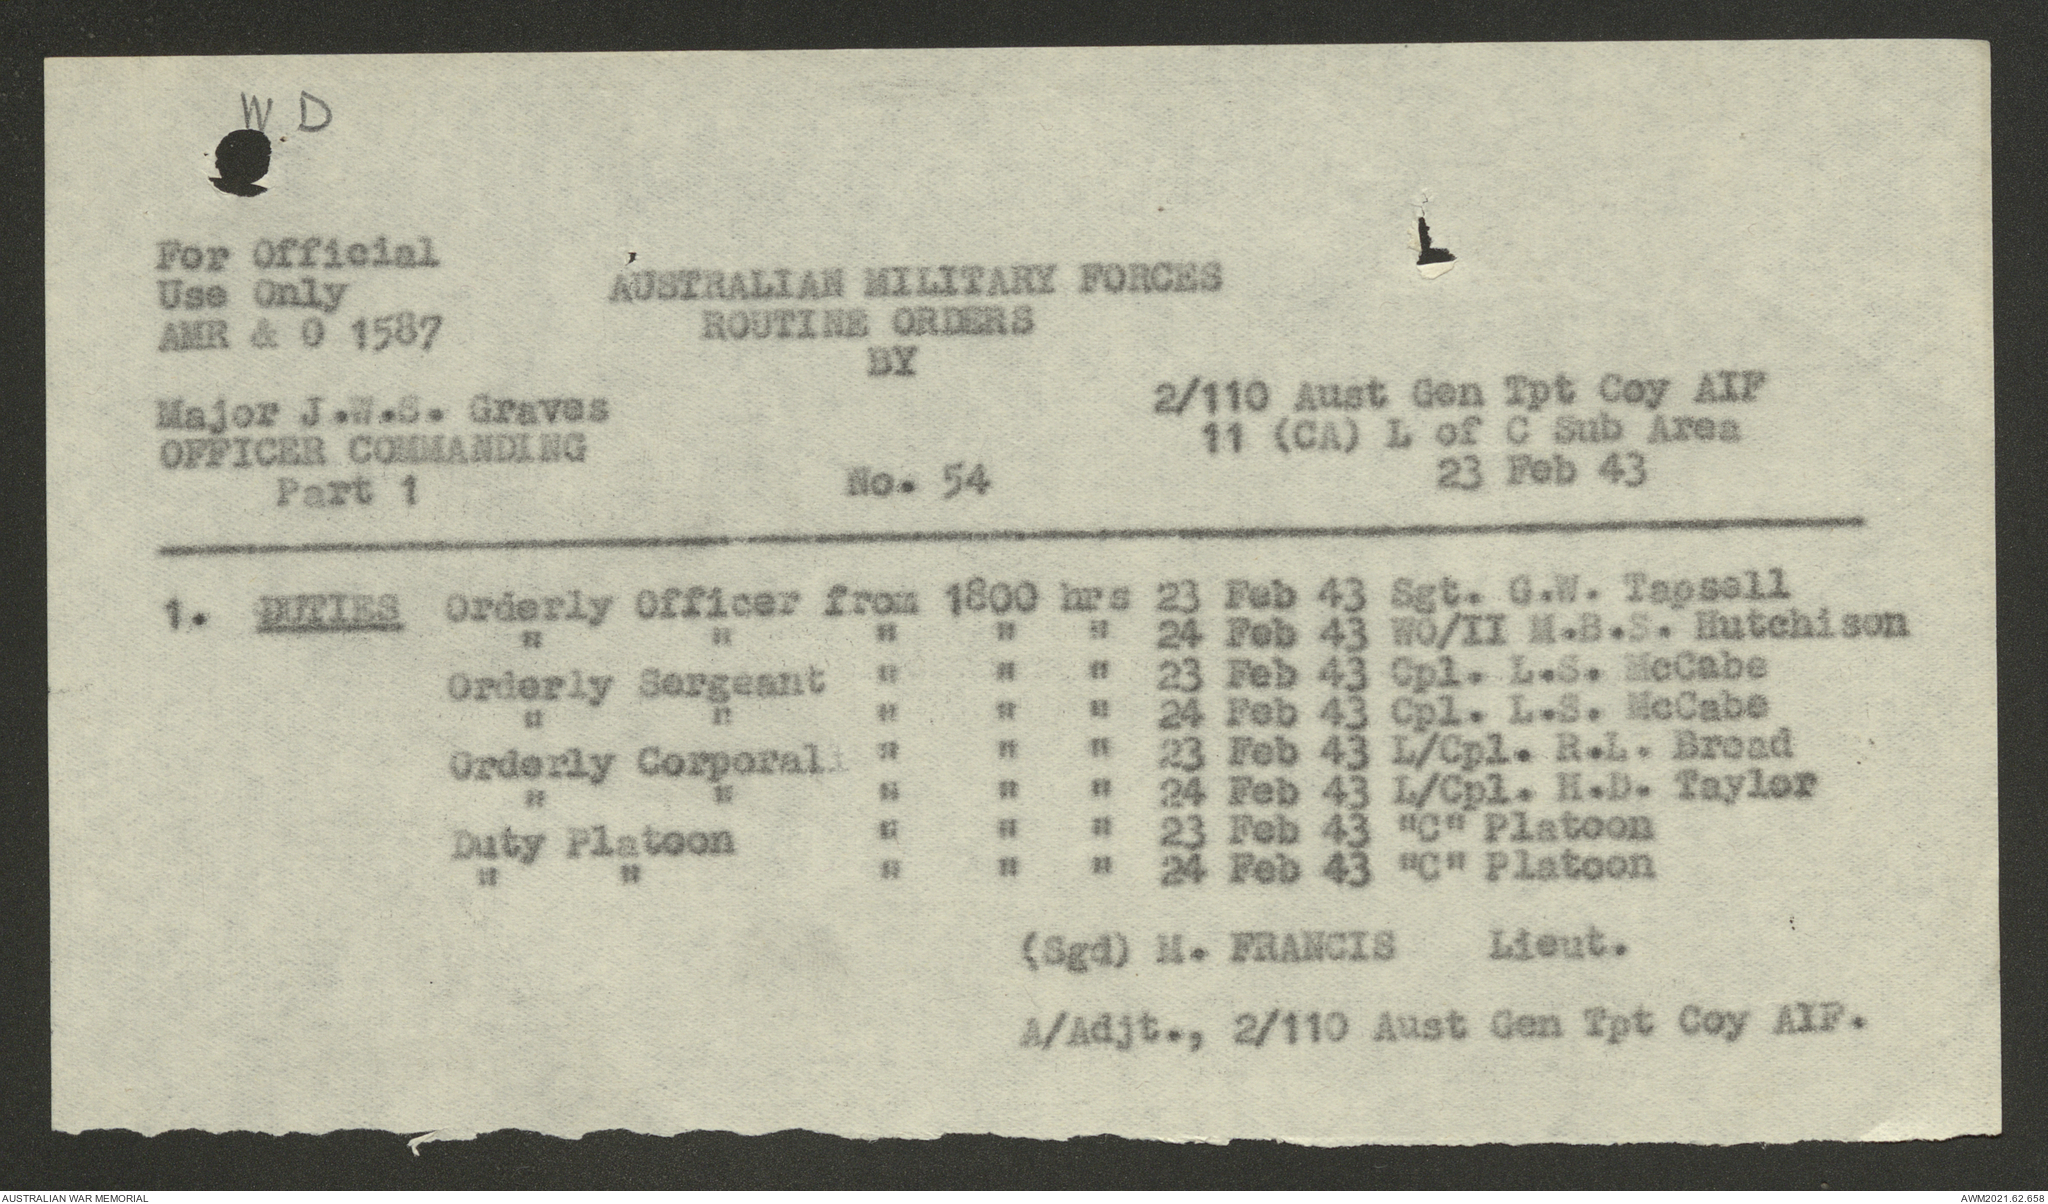 W D
For Official
Use Only
AMR & O 1587
AUSTRALIAN MILITARY FORCES
ROUTINE ORDERS
BY
Major J.W.S. Graves
OFFICER COMMANDING
Part 1
No. 54
2/110 Aust Gen Tpt Coy AIF
11 (CA) L of C Sub Area
23 Feb 43
1. DUTIES Orderly Officer from 1800 hrs 23 Feb 43 Sgt. G.W. Tapsell
" " " " " 24 Feb 43 WO/II M.B.S. Hutchison
Orderly Sergeant " " " 23 Feb 43 Cpl. L.S. McCabe
" " " " " 24 Feb 43 Cpl. L.S. McCabe
Orderly Corporal " " " 23 Feb 43 L/Cpl. R.L. Broad
" " " " " 24 Feb 43 L/Cpl. H.D. Taylor
Duty Platoon " " " 23 Feb 43 "C" Platoon
" " " " " 24 Feb 43 "C" Platoon
(Sgd) M. FRANCIS Lieut.
A/Adjt., 2/110 Aust Gen Tpt Coy AIF.
AUSTRALIAN WAR MEMORIAL
AWM2021.62.658